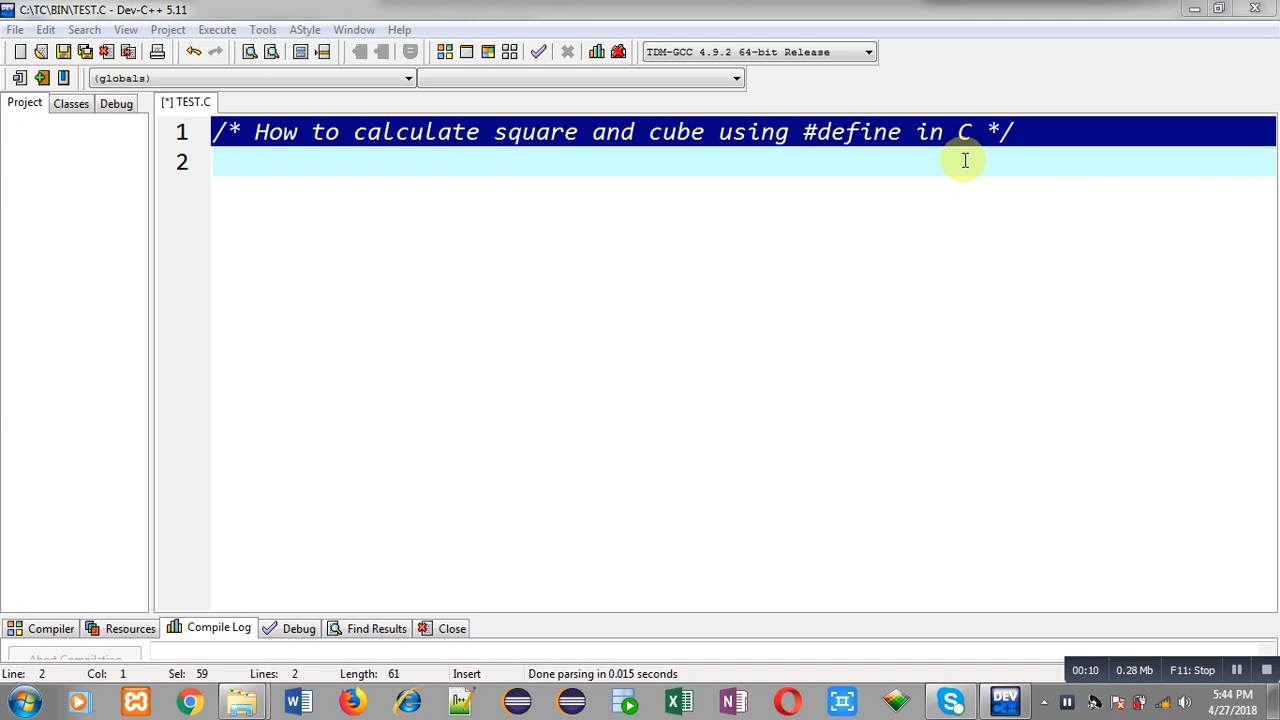 C:\TC\BIN\TEST.C - Dev-C++ 5.11
File Edit Search View Project Execute Tools AStyle Window Help
TDM-GCC 4.9.2 64-bit Release
(globals)
Project Classes Debug [*] TEST.C
1 /* How to calculate square and cube using #define in C */
2
Compiler Resources Compile Log Debug Find Results Close
Abort Compilation
Line: 2 Col: 1 Sel: 59 Lines: 2 Length: 61 Insert Done parsing in 0.015 seconds 00:10 0.28 Mb F11: Stop
DEV
5:44 PM
4/27/2018